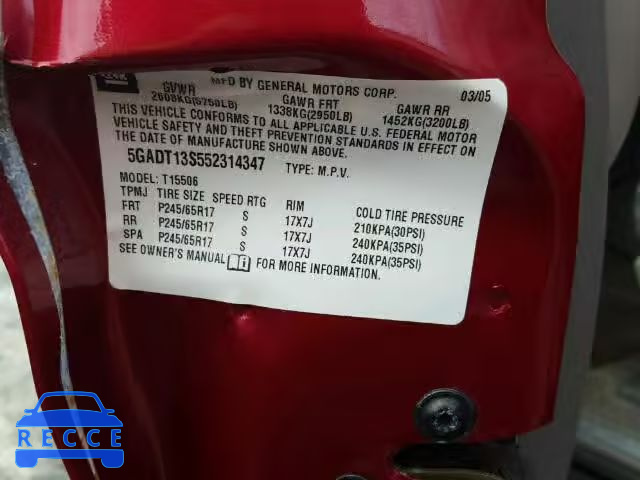 GM
MFD BY GENERAL MOTORS CORP. 03/05
GVWR GAWR FRT GAWR RR
2608KG(5750LB) 1338KG(2950LB) 1452KG(3200LB)
THIS VEHICLE CONFORMS TO ALL APPLICABLE U.S. FEDERAL MOTOR
VEHICLE SAFETY AND THEFT PREVENTION STANDARDS IN EFFECT ON
THE DATE OF MANUFACTURE SHOWN ABOVE.
5GADT13S552314347 TYPE: M.P.V.
MODEL: T15506
TPMJ TIRE SIZE SPEED RTG RIM COLD TIRE PRESSURE
FRT P245/65R17 S 17X7J 210KPA(30PSI)
RR P245/65R17 S 17X7J 240KPA(35PSI)
SPA P245/65R17 S 17X7J 240KPA(35PSI)
SEE OWNER'S MANUAL FOR MORE INFORMATION.
RECCE